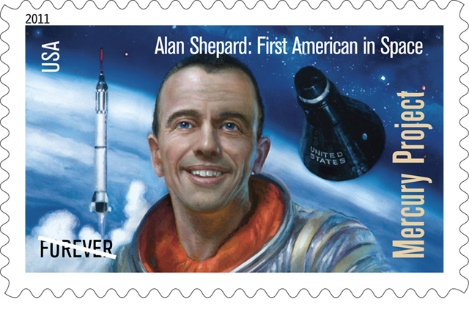 2011
USA
Alan Shepard: First American in Space
UNITED
STATES
Mercury Project
FOREVER